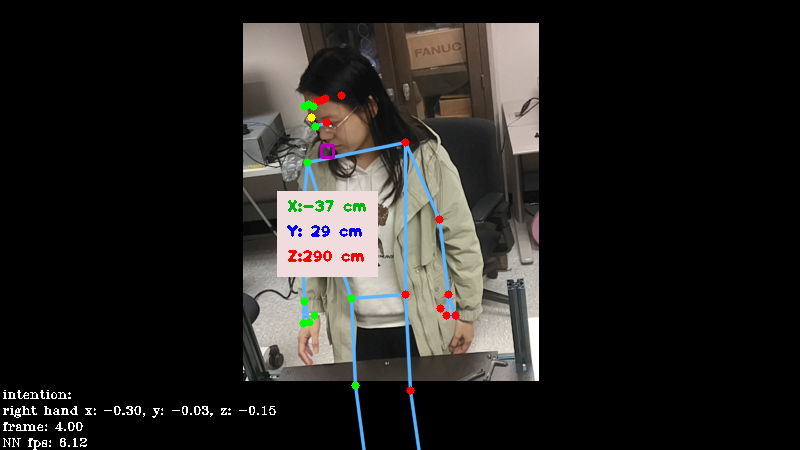 FANUC
X:-37 cm
Y: 29 cm
Z:290 cm
intention:
right hand x: -0.30, y: -0.03, z: -0.15
frame: 4.00
NN fps: 6.12